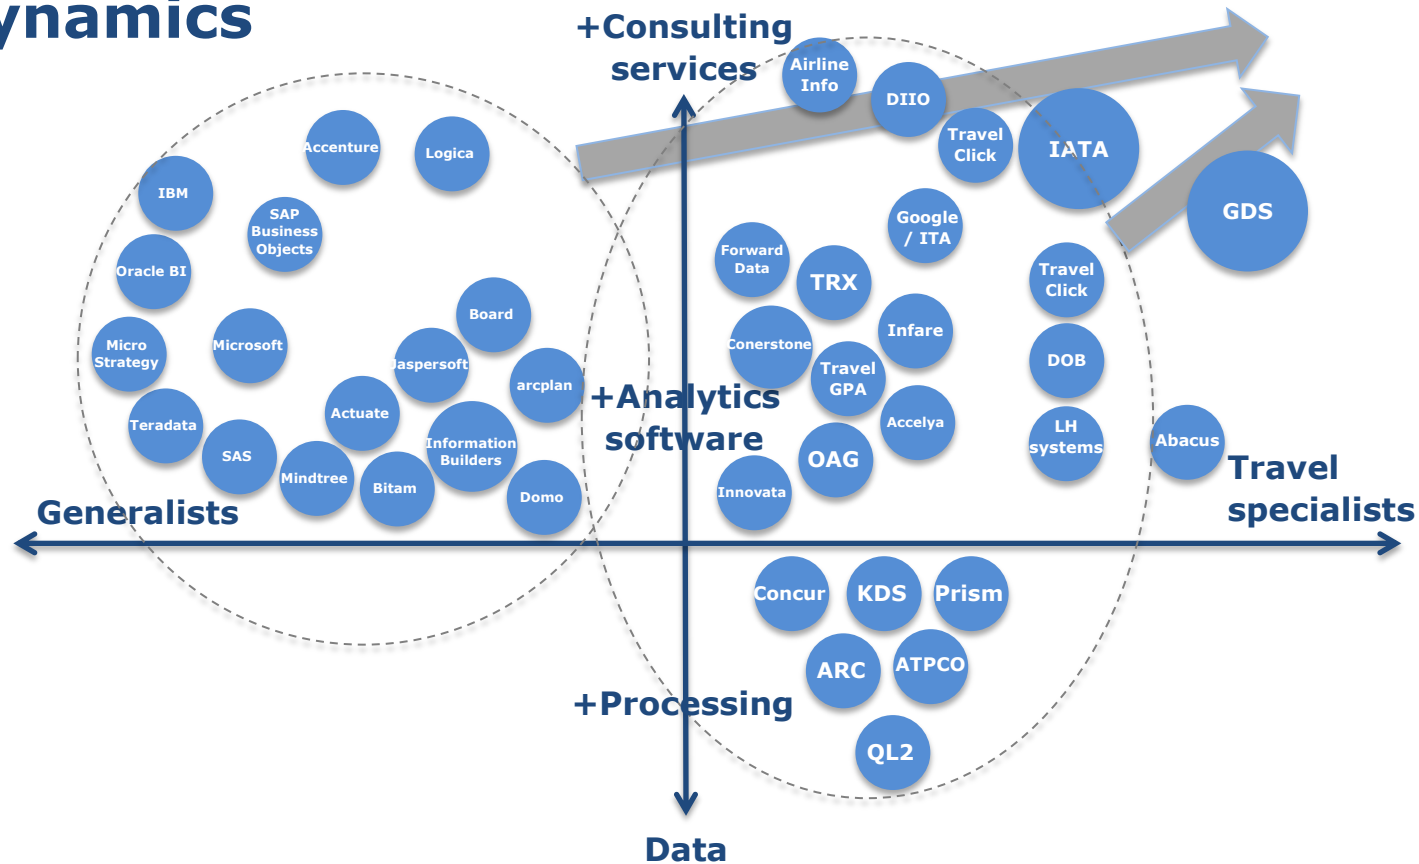 ynamics
+Consulting
services
Airline
Info
DIIO
Travel
Click
IATA
GDS
Accenture
Logica
IBM
SAP
Business
Objects
Oracle BI
Google
/ ITA
Forward
Data
TRX
Travel
Click
Board
Micro
Strategy
Microsoft
Jaspersoft
arcplan
Conerstone
Infare
Travel
GPA
DOB
+Analytics
software
Teradata
Actuate
SAS
Mindtree
Bitam
Information
Builders
Domo
Accelya
OAG
Innovata
LH
systems
Abacus
Generalists
Travel
specialists
Concur
KDS
Prism
ARC
ATPCO
+Processing
QL2
Data